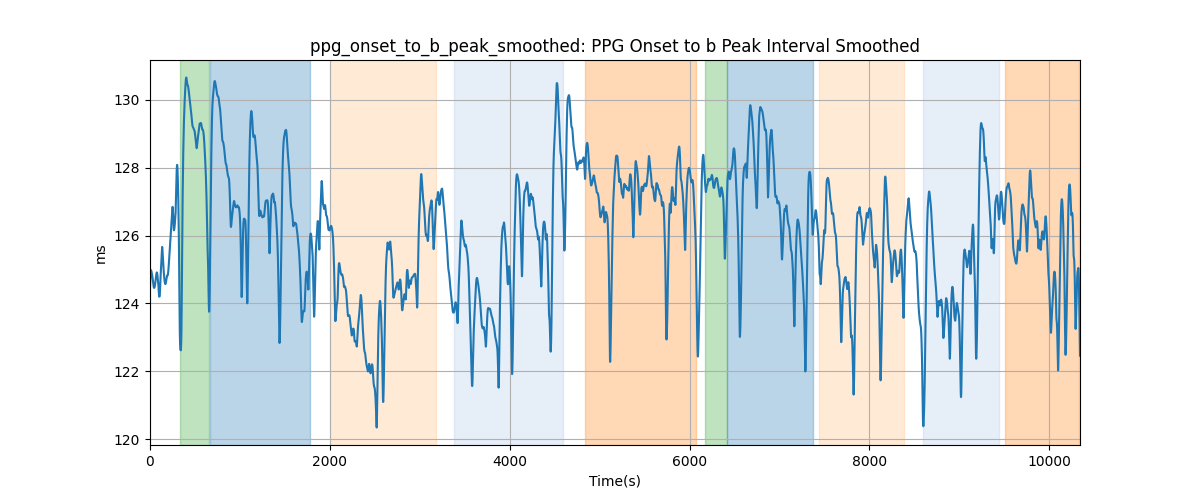 ppg_onset_to_b_peak_smoothed: PPG Onset to b Peak Interval Smoothed
130
128
126
124
122
120
ms
0 2000 4000 6000 8000 10000
Time(s)